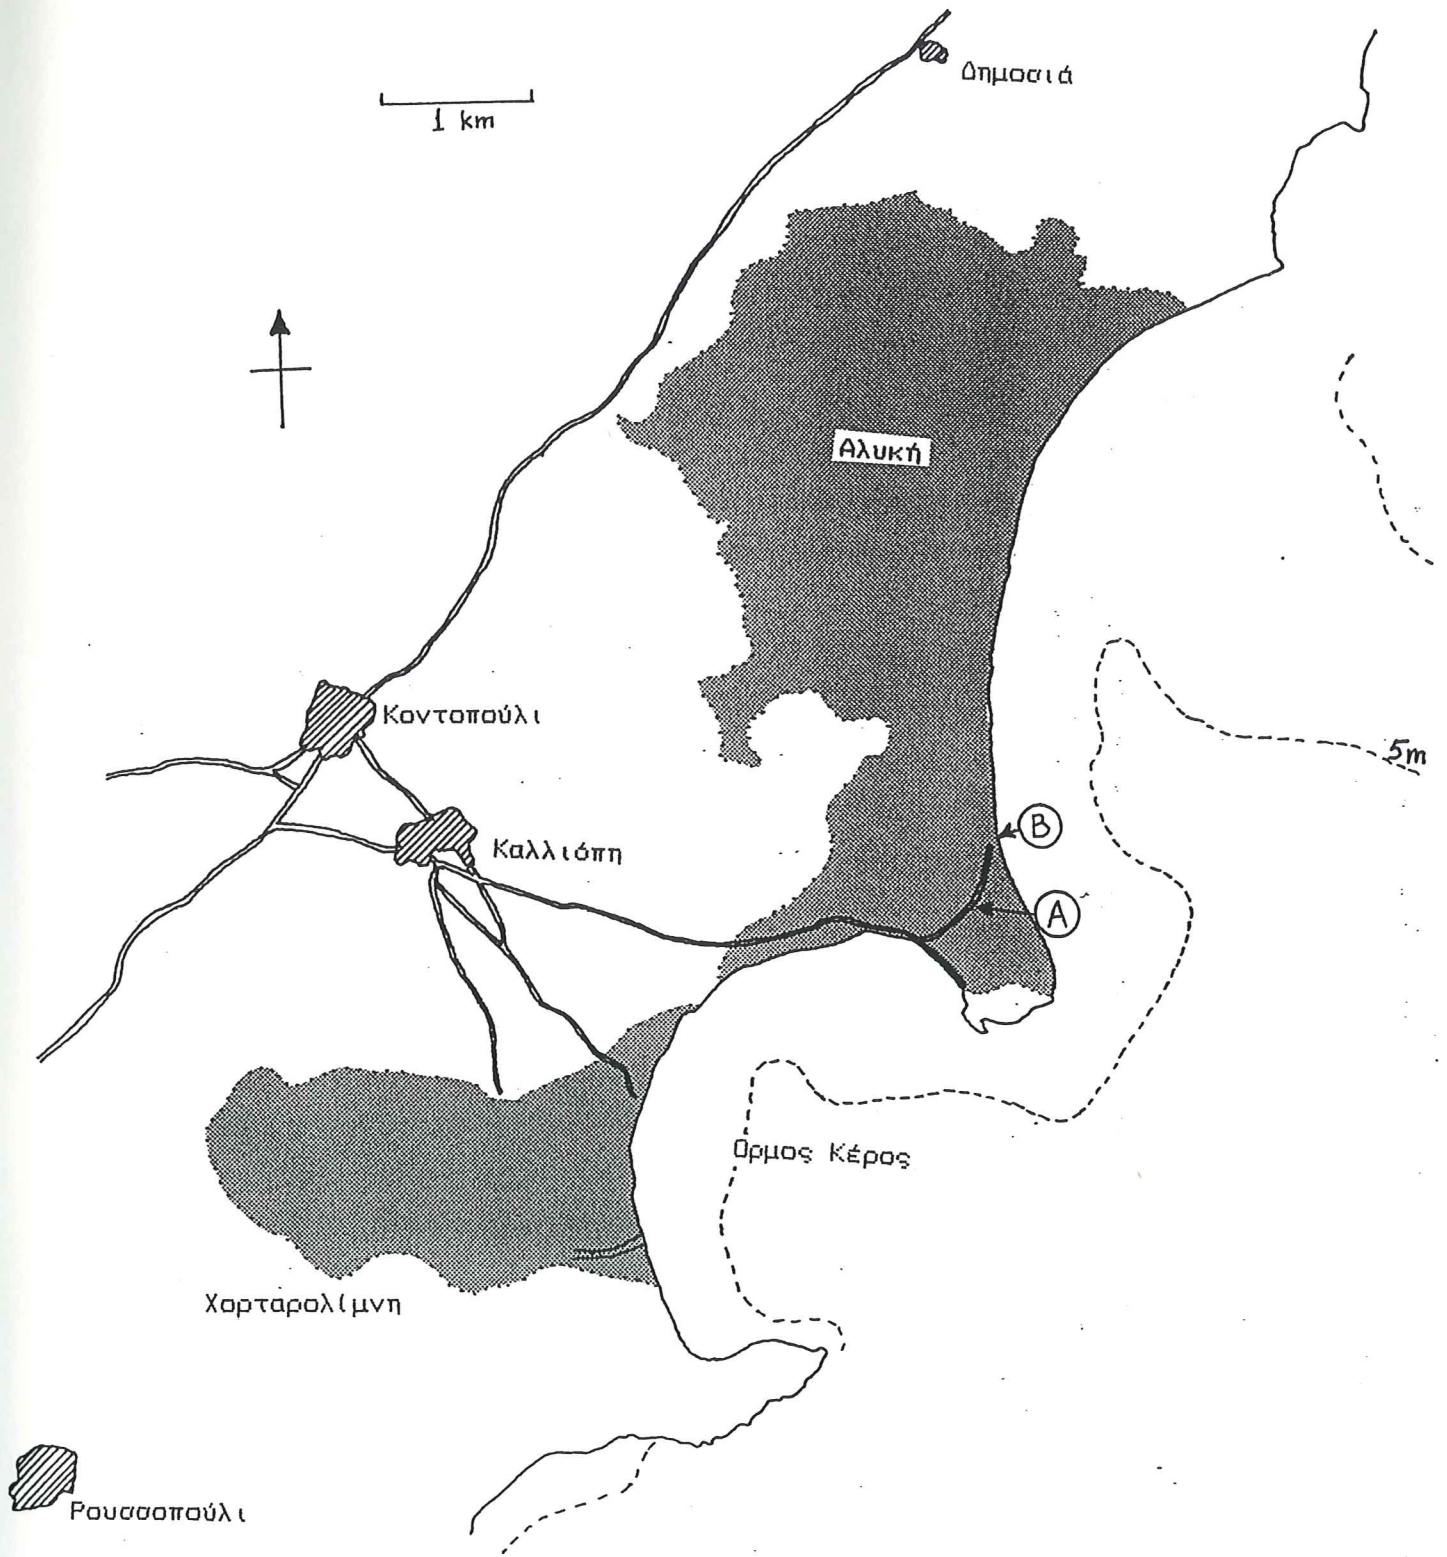 Δημοσιά
1 km
Αλυκή
Κοντοπούλι
5m
B
Καλλιόπη
A
Ορμος Κέρος
Χορταρολίμνη
Ρουσσοπούλι